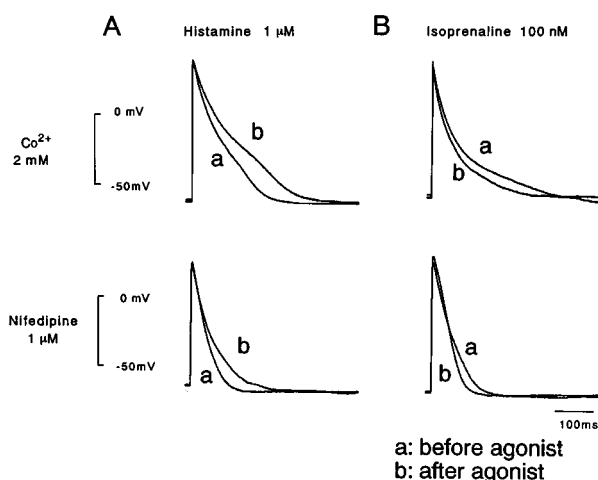 A
B
Histamine 1 µM
Isoprenaline 100 nM
0 mV
Co2+
2 mM
-50mV
b
a
a
b
0 mV
Nifedipine
1 µM
-50mV
b
a
a
b
100ms
a: before agonist
b: after agonist